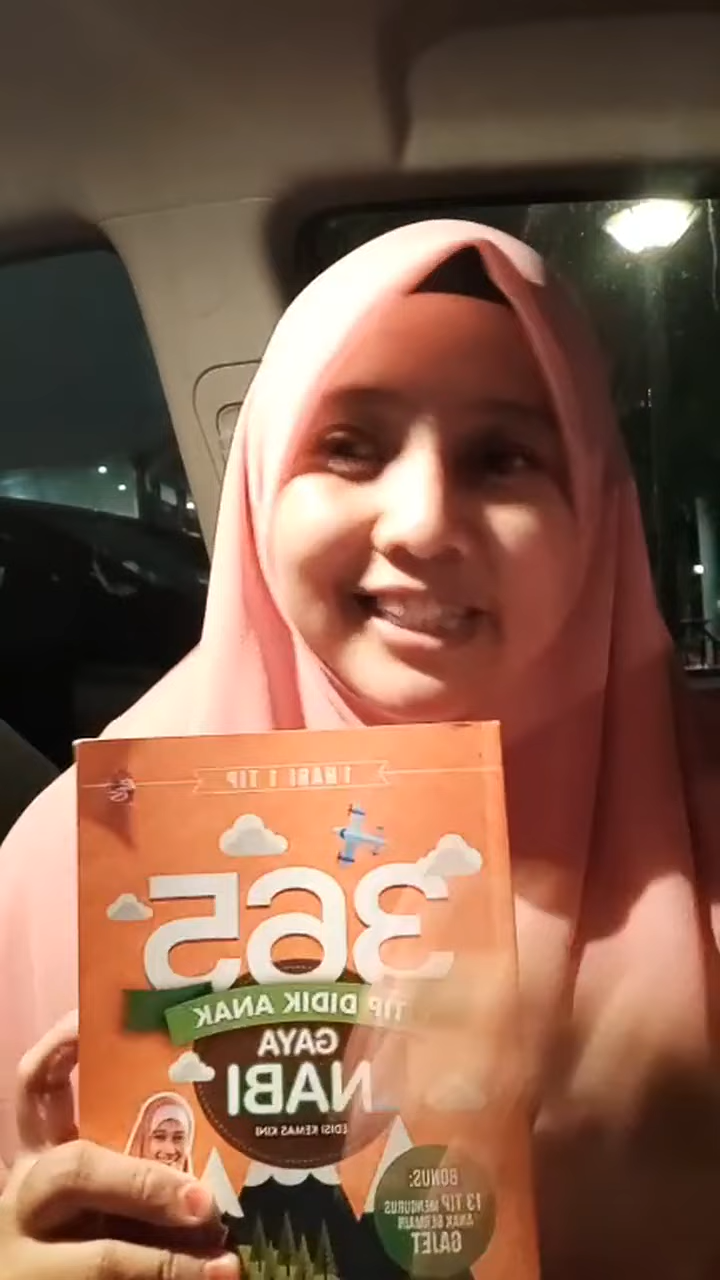 1 HARI 1 TIP
365
TIP DIDIK ANAK
GAYA
NABI
EDISI KEMAS KINI
BONUS:
13 TIP MENGURUS
ANAK BERMAIN
GAJET